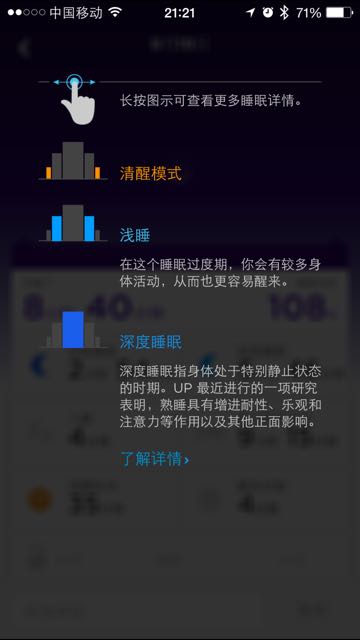 中国移动 21:21 71%
长按图示可查看更多睡眠详情。
清醒模式
浅睡
在这个睡眠过度期，你会有较多身
体活动，从而也更容易醒来。
8 40 108
深度睡眠
深度睡眠指身体处于特别静止状态
的时期。UP 最近进行的一项研究
表明，熟睡具有增进耐性、乐观和
注意力等作用以及其他正面影响。
了解详情›